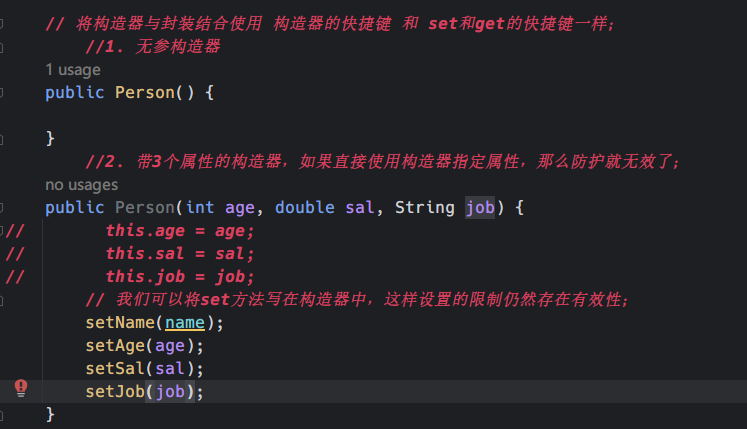 // 将构造器与封装结合使用 构造器的快捷键 和 set和get的快捷键一样;
//1. 无参构造器
1 usage
public Person() {
}
//2. 带3个属性的构造器，如果直接使用构造器指定属性，那么防护就无效了;
no usages
public Person(int age, double sal, String job) {
// this.age = age;
// this.sal = sal;
// this.job = job;
// 我们可以将set方法写在构造器中，这样设置的限制仍然存在有效性;
setName(name);
setAge(age);
setSal(sal);
setJob(job);
}